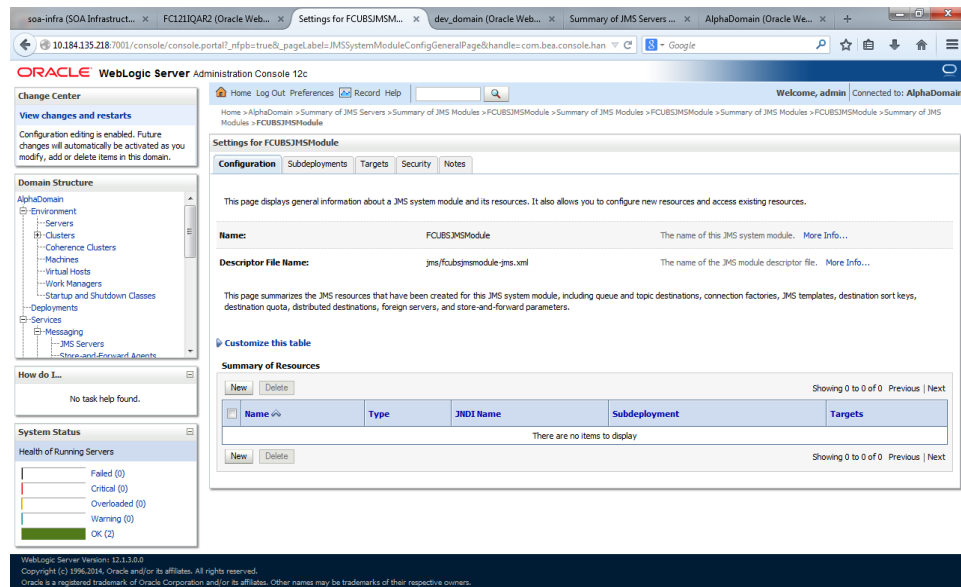 soa-infra (SOA Infrastruct... ×
FC121IQAR2 (Oracle Web... ×
Settings for FCUBSJMSM... ×
dev_domain (Oracle Web... ×
Summary of JMS Servers ... ×
AlphaDomain (Oracle We... ×
10.184.135.218:7001/console/console.portal?_nfpb=true&_pageLabel=JMSSystemModuleConfigGeneralPage&handle=com.bea.console.han
Google
ORACLE WebLogic Server Administration Console 12c
Change Center
View changes and restarts
Configuration editing is enabled. Future
changes will automatically be activated as you
modify, add or delete items in this domain.
Domain Structure
AlphaDomain
Environment
Servers
Clusters
Coherence Clusters
Machines
Virtual Hosts
Work Managers
Startup and Shutdown Classes
Deployments
Services
Messaging
JMS Servers
Store-and-Forward Agents
How do I...
No task help found.
System Status
Health of Running Servers
Failed (0)
Critical (0)
Overloaded (0)
Warning (0)
OK (2)
Home Log Out Preferences Record Help
Welcome, admin Connected to: AlphaDomain
Home >AlphaDomain >Summary of JMS Servers >Summary of JMS Modules >FCUBSJMSModule >Summary of JMS Modules >FCUBSJMSModule >Summary of JMS Modules >FCUBSJMSModule >Summary of JMS
Modules >FCUBSJMSModule
Settings for FCUBSJMSModule
Configuration Subdeployments Targets Security Notes
This page displays general information about a JMS system module and its resources. It also allows you to configure new resources and access existing resources.
Name: FCUBSJMSModule The name of this JMS system module. More Info...
Descriptor File Name: jms/fcubsjmsmodule-jms.xml The name of the JMS module descriptor file. More Info...
This page summarizes the JMS resources that have been created for this JMS system module, including queue and topic destinations, connection factories, JMS templates, destination sort keys,
destination quota, distributed destinations, foreign servers, and store-and-forward parameters.
Customize this table
Summary of Resources
New Delete Showing 0 to 0 of 0 Previous | Next
Name Type JNDI Name Subdeployment Targets
There are no items to display
New Delete Showing 0 to 0 of 0 Previous | Next
WebLogic Server Version: 12.1.3.0.0
Copyright (c) 1996,2014, Oracle and/or its affiliates. All rights reserved.
Oracle is a registered trademark of Oracle Corporation and/or its affiliates. Other names may be trademarks of their respective owners.